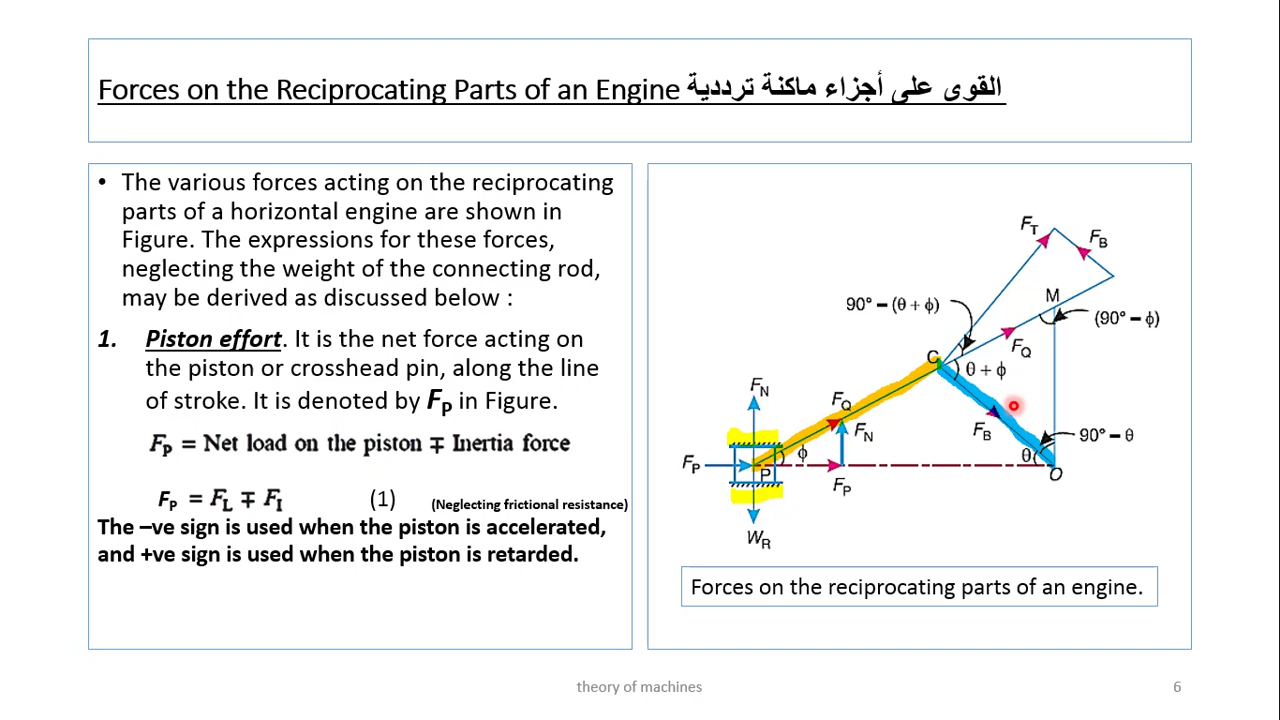 Forces on the Reciprocating Parts of an Engine القوى على أجزاء ماكنة ترددية
• The various forces acting on the reciprocating
parts of a horizontal engine are shown in
Figure. The expressions for these forces,
neglecting the weight of the connecting rod,
may be derived as discussed below :
1. Piston effort. It is the net force acting on
the piston or crosshead pin, along the line
of stroke. It is denoted by FP in Figure.
FP = Net load on the piston ∓ Inertia force
FP = FL ∓ FI (1) (Neglecting frictional resistance)
The –ve sign is used when the piston is accelerated,
and +ve sign is used when the piston is retarded.
FT
FB
90° – (θ + ϕ)
M
(90° – ϕ)
FQ
C
θ + ϕ
FN
FQ
FN
FB
90° – θ
FP
P
ϕ
θ
O
FP
WR
Forces on the reciprocating parts of an engine.
theory of machines
6